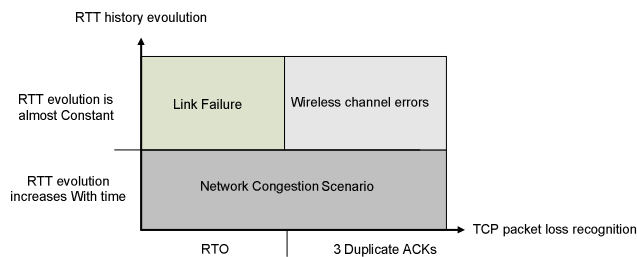 RTT history evoulution
RTT evolution is
almost Constant
Link Failure
Wireless channel errors
RTT evolution
increases With time
Network Congestion Scenario
TCP packet loss recognition
RTO
3 Duplicate ACKs